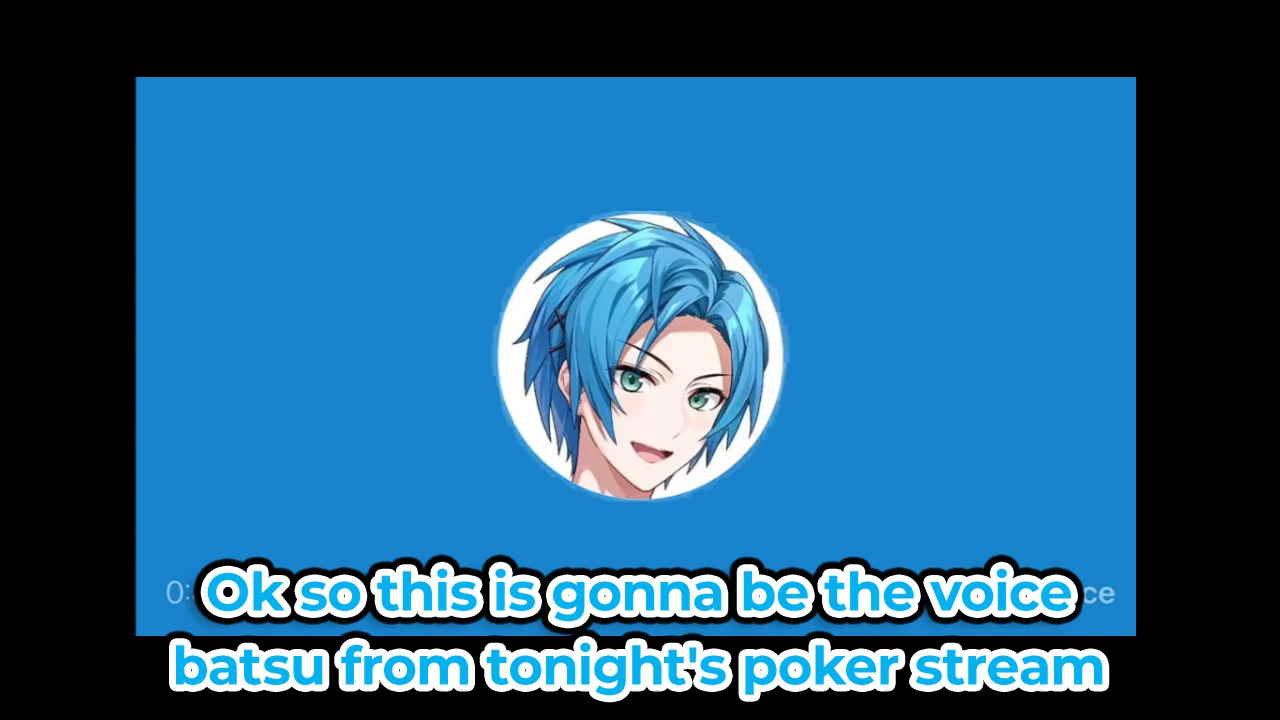 Ok so this is gonna be the voice
batsu from tonight's poker stream